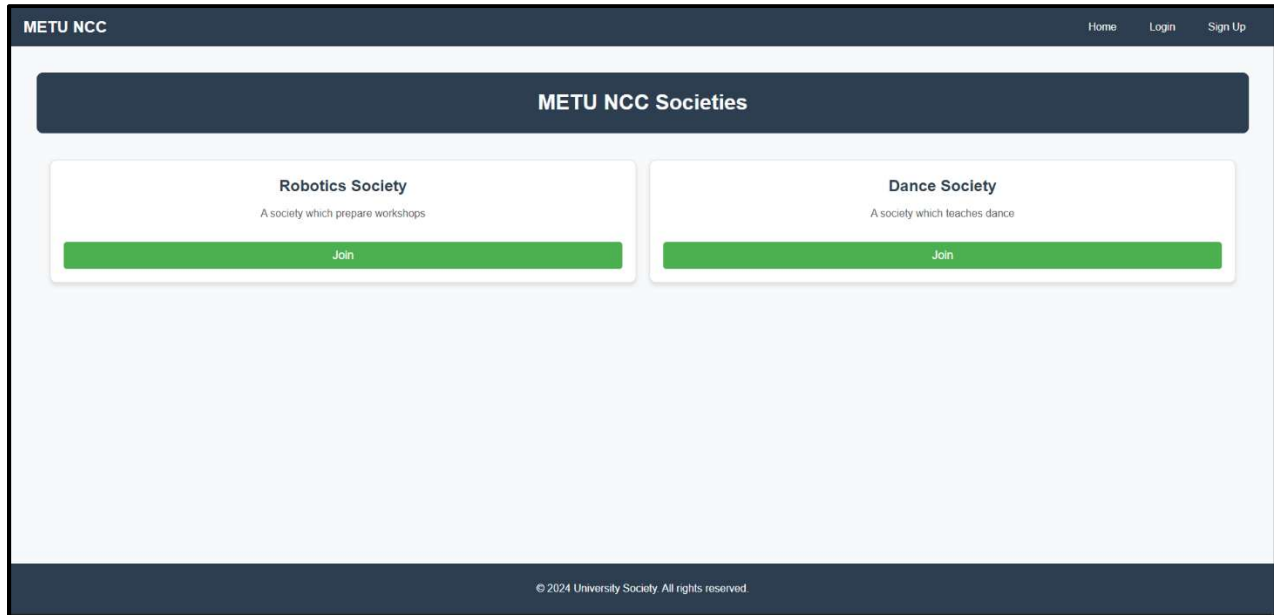 METU NCC
Home Login Sign Up
METU NCC Societies
Robotics Society
A society which prepare workshops
Join
Dance Society
A society which teaches dance
Join
© 2024 University Society. All rights reserved.